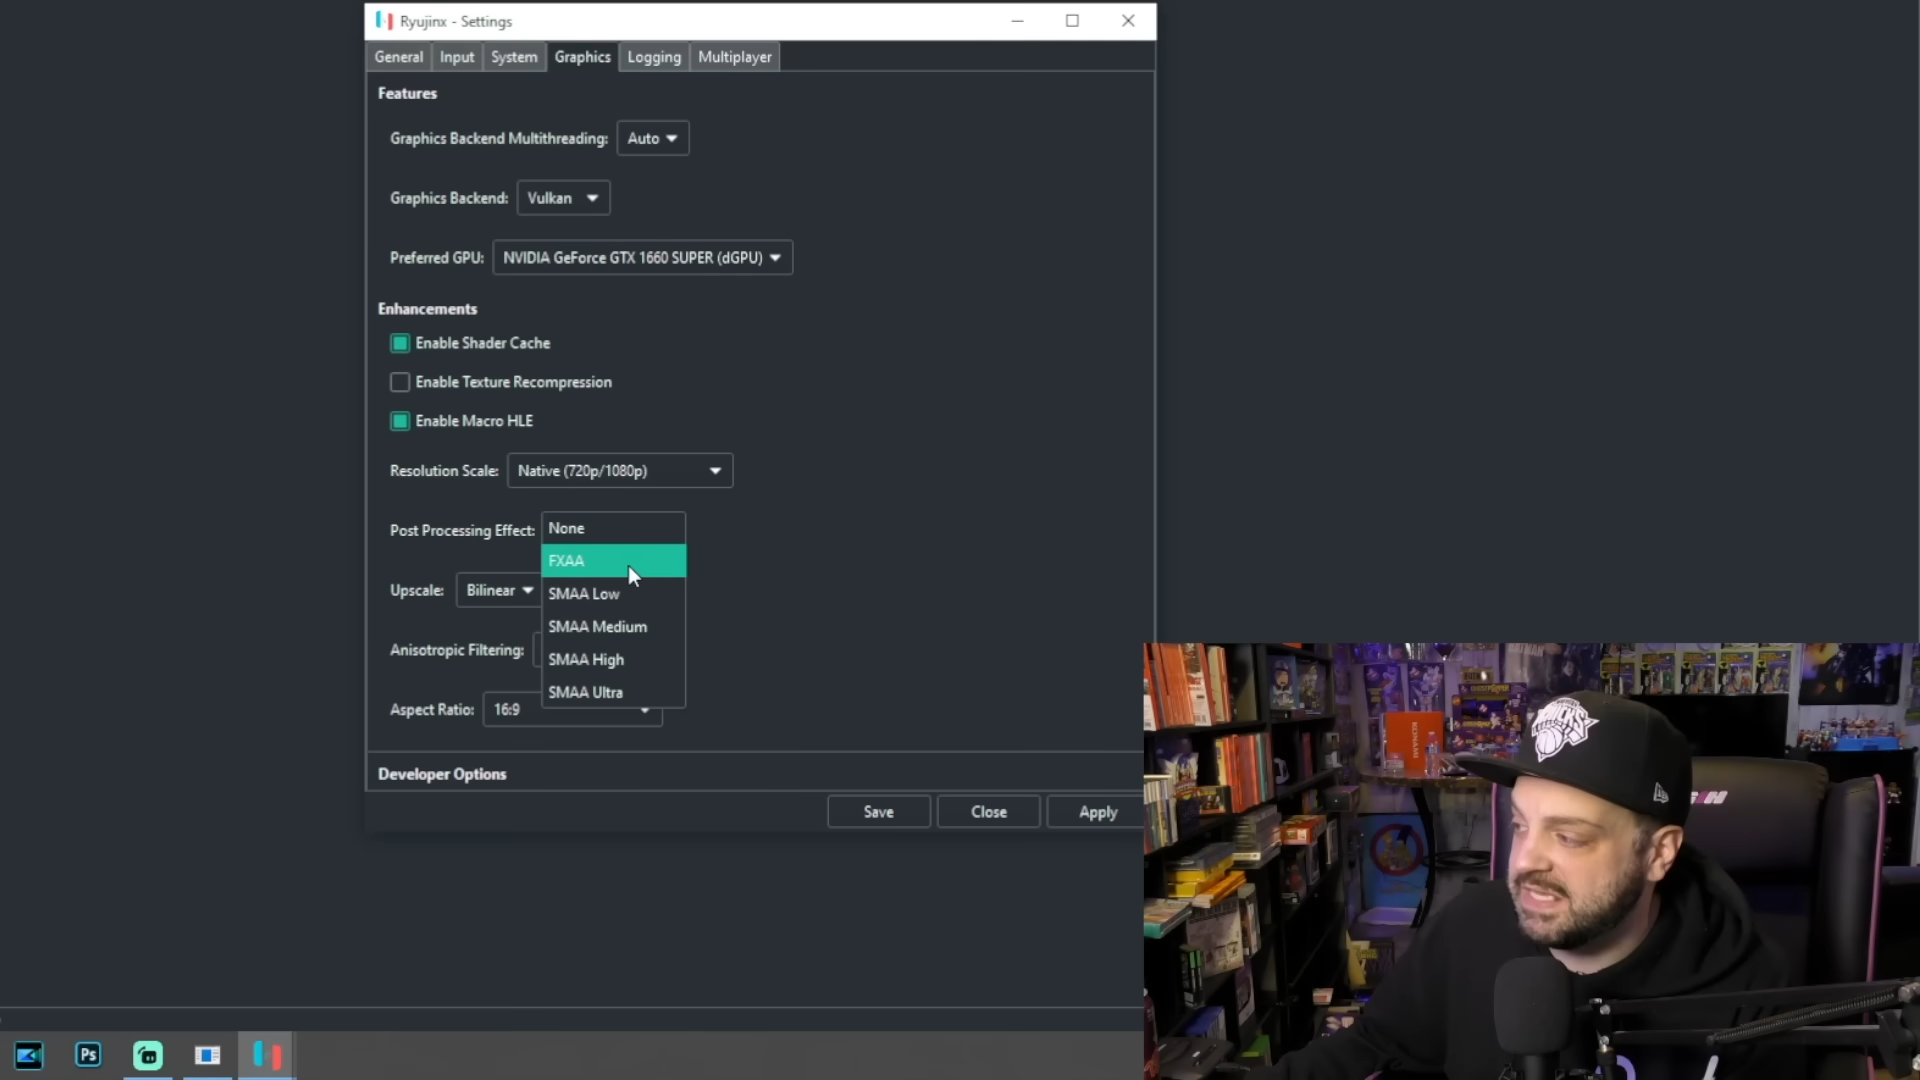 Ryujinx - Settings
General Input System Graphics Logging Multiplayer
Features
Graphics Backend Multithreading: Auto
Graphics Backend: Vulkan
Preferred GPU: NVIDIA GeForce GTX 1660 SUPER (dGPU)
Enhancements
Enable Shader Cache
Enable Texture Recompression
Enable Macro HLE
Resolution Scale: Native (720p/1080p)
Post Processing Effect: None
FXAA
Upscale: Bilinear
SMAA Low
SMAA Medium
Anisotropic Filtering:
SMAA High
SMAA Ultra
Aspect Ratio: 16:9
Developer Options
Save Close Apply
Ps
KONAMI